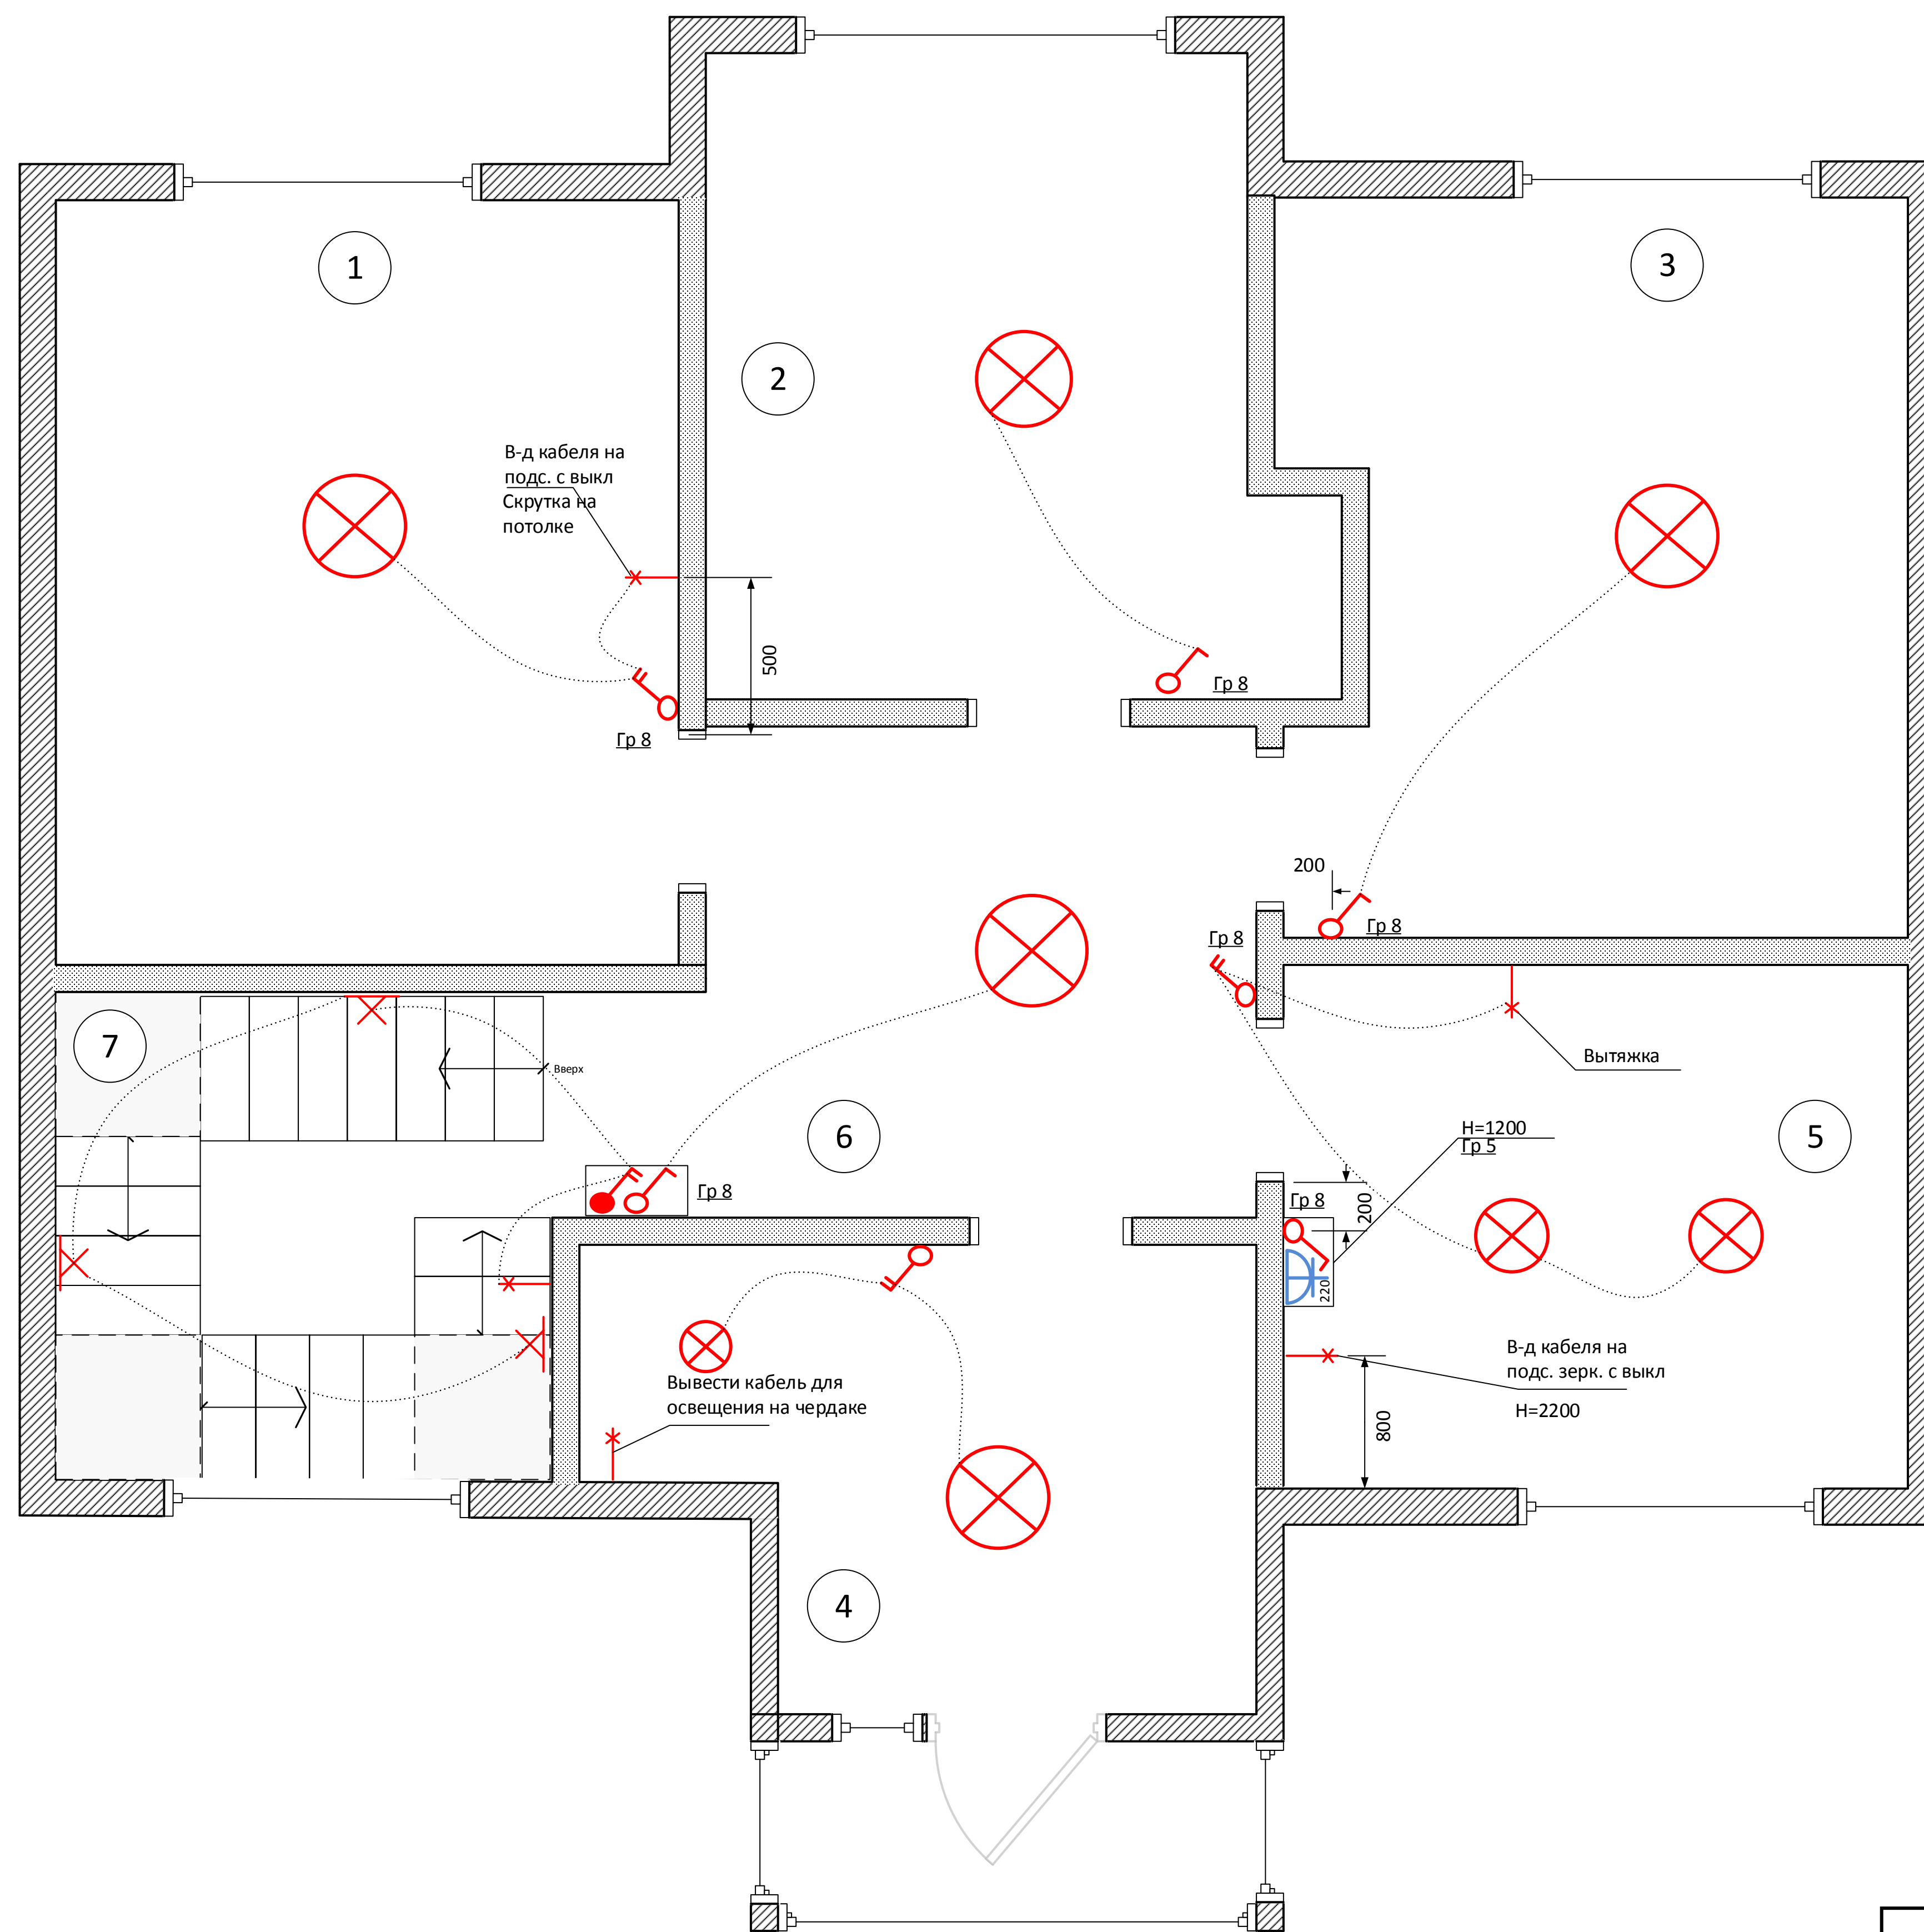 1
3
2
В-д кабеля на
подс. с выкл
Скрутка на
потолке
500
Гр 8
Гр 8
200
Гр 8
Гр 8
7
Вверх
Вытяжка
6
5
H=1200
Гр 5
Гр 8
Гр 8
200
220
В-д кабеля на
подс. зерк. с выкл
H=2200
800
Вывести кабель для
освещения на чердаке
4